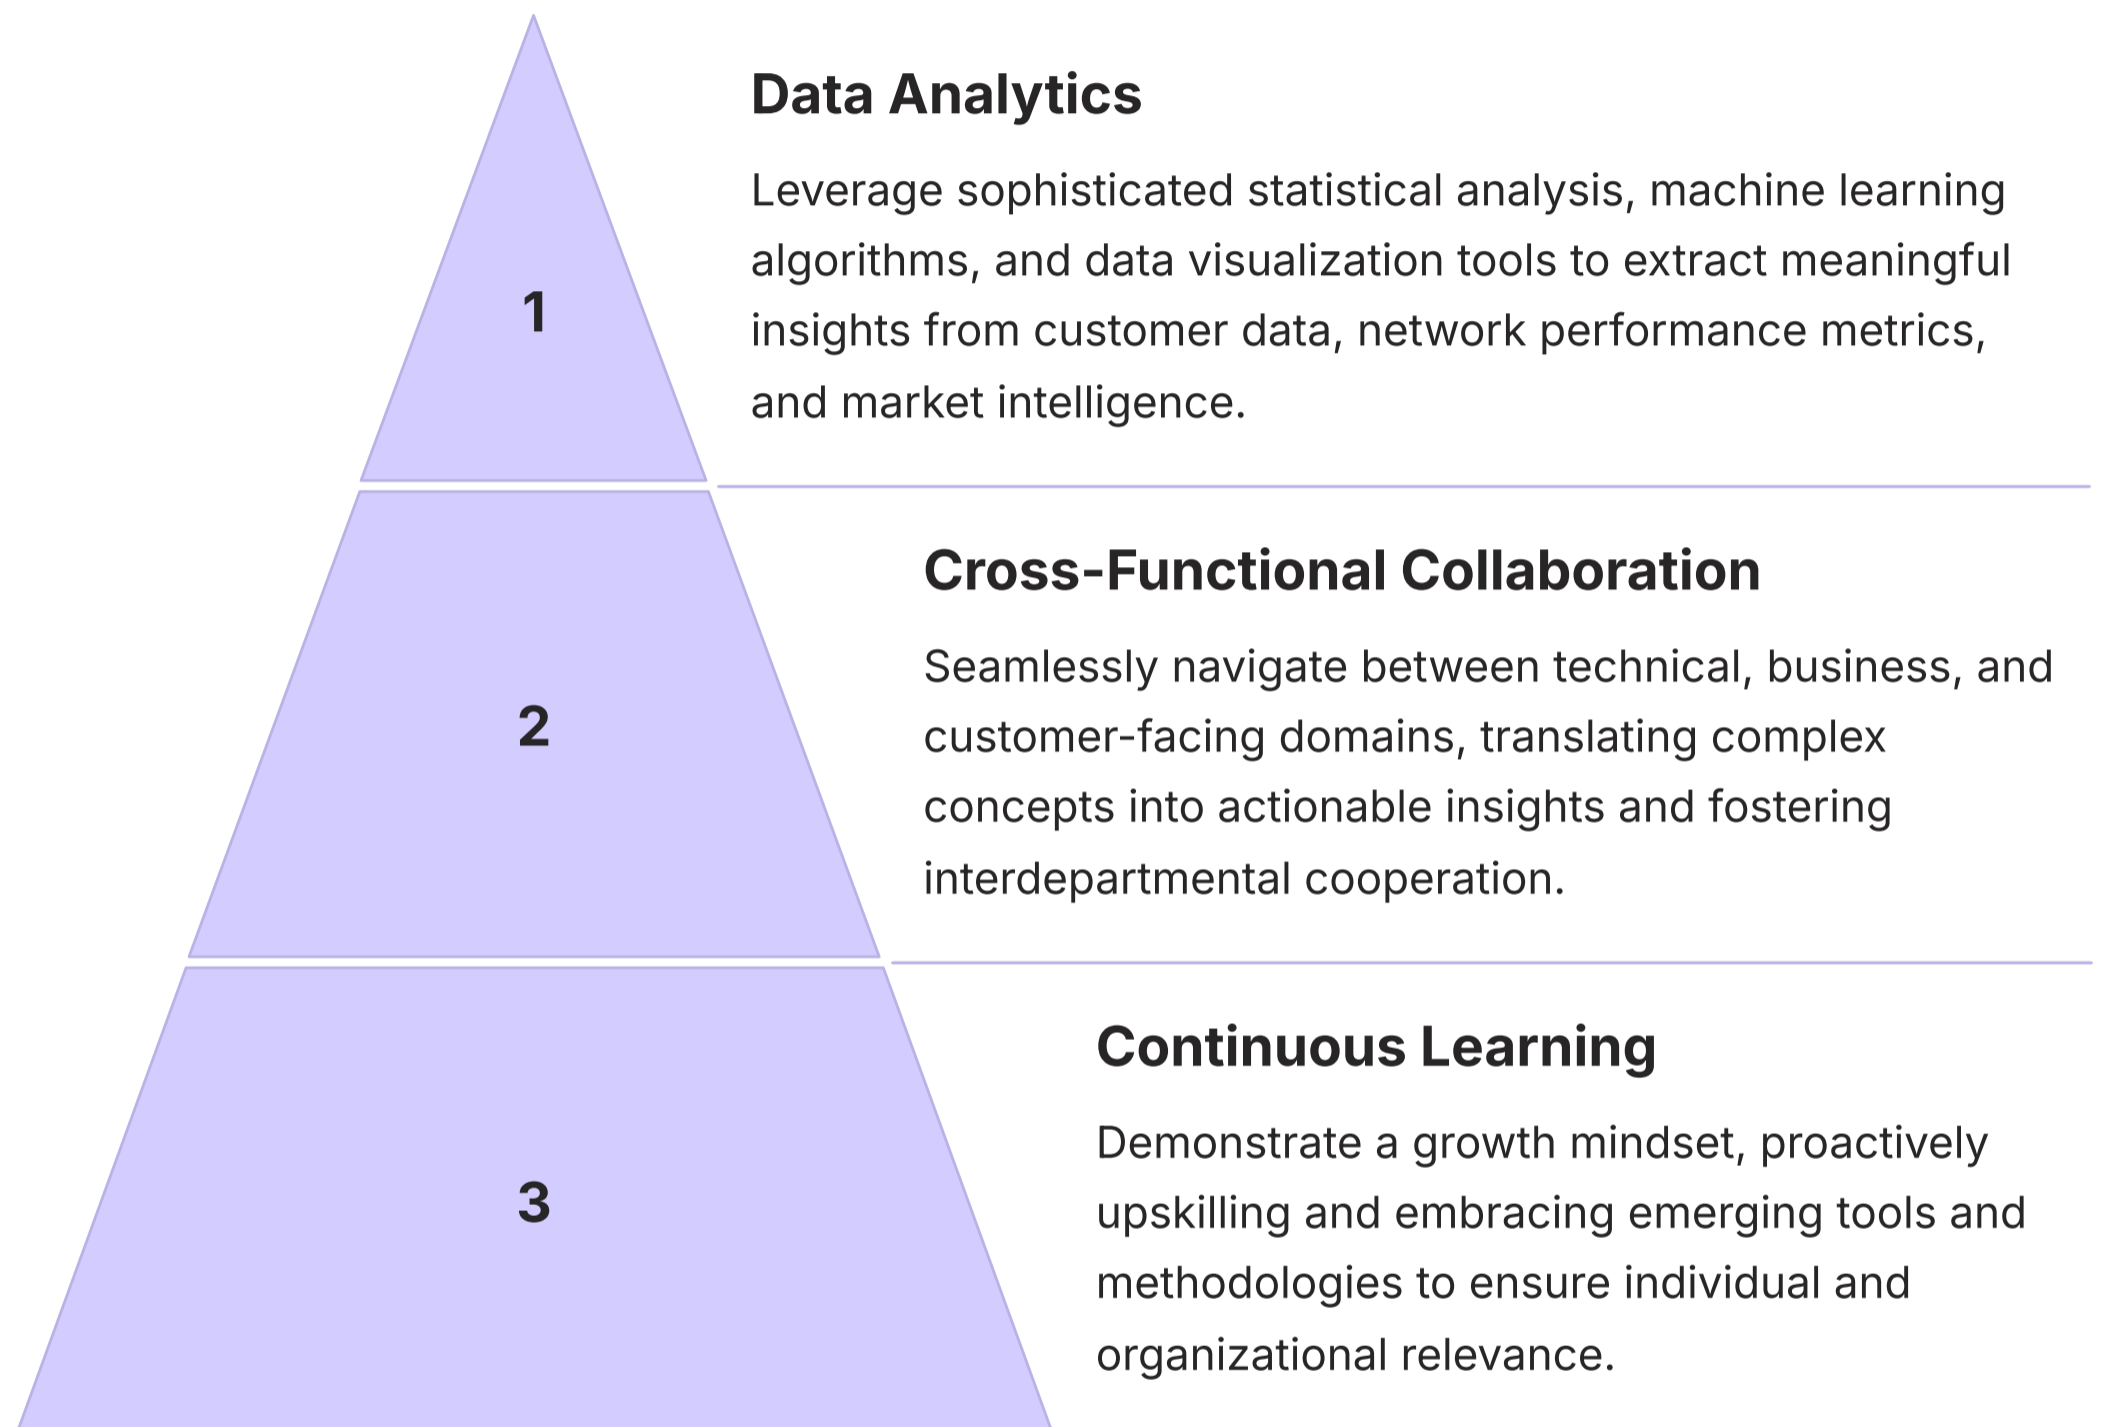 Data Analytics
Leverage sophisticated statistical analysis, machine learning
algorithms, and data visualization tools to extract meaningful
insights from customer data, network performance metrics,
and market intelligence.
1
Cross-Functional Collaboration
Seamlessly navigate between technical, business, and
customer-facing domains, translating complex
concepts into actionable insights and fostering
interdepartmental cooperation.
2
Continuous Learning
Demonstrate a growth mindset, proactively
upskilling and embracing emerging tools and
methodologies to ensure individual and
organizational relevance.
3